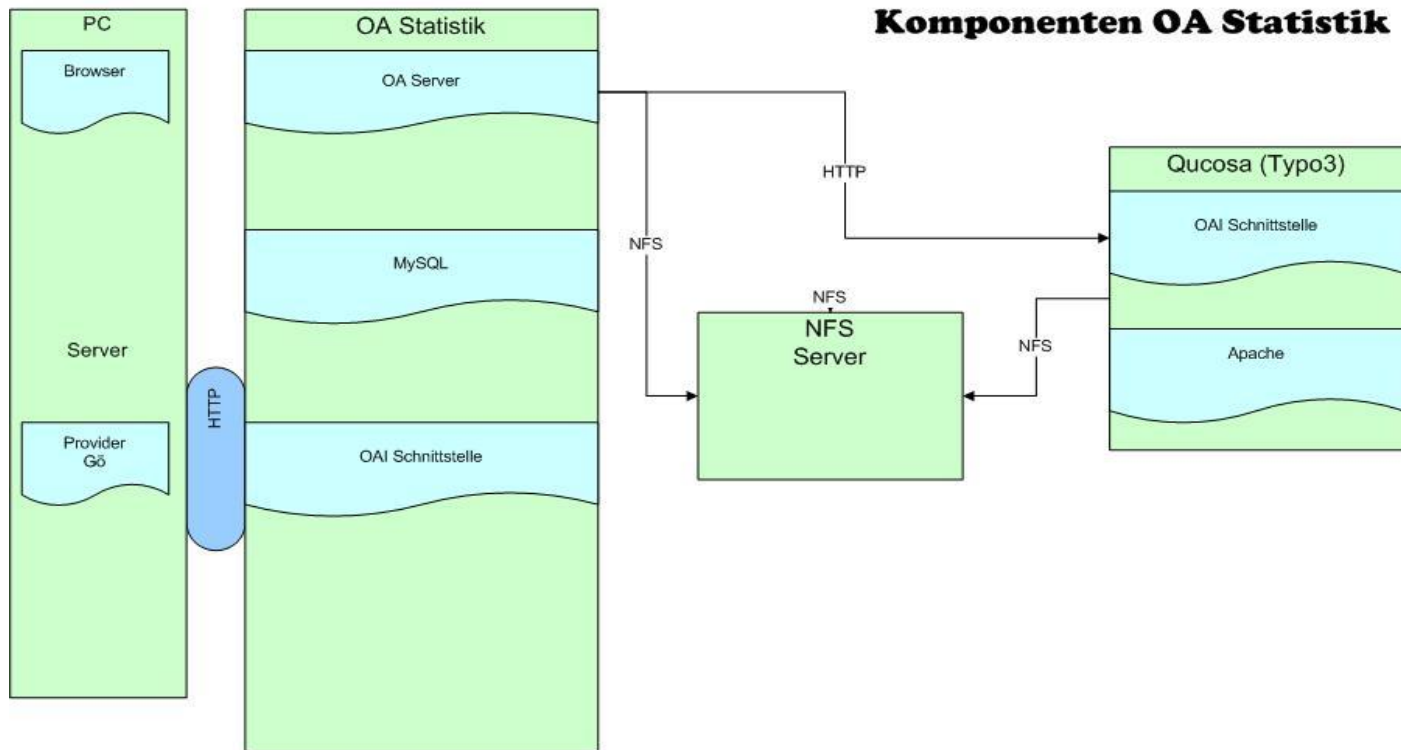 Komponenten OA Statistik
PC
Browser
Server
Provider
Gö
HTTP
OA Statistik
OA Server
MySQL
OAI Schnittstelle
NFS
HTTP
NFS
NFS
Server
NFS
Qucosa (Typo3)
OAI Schnittstelle
Apache